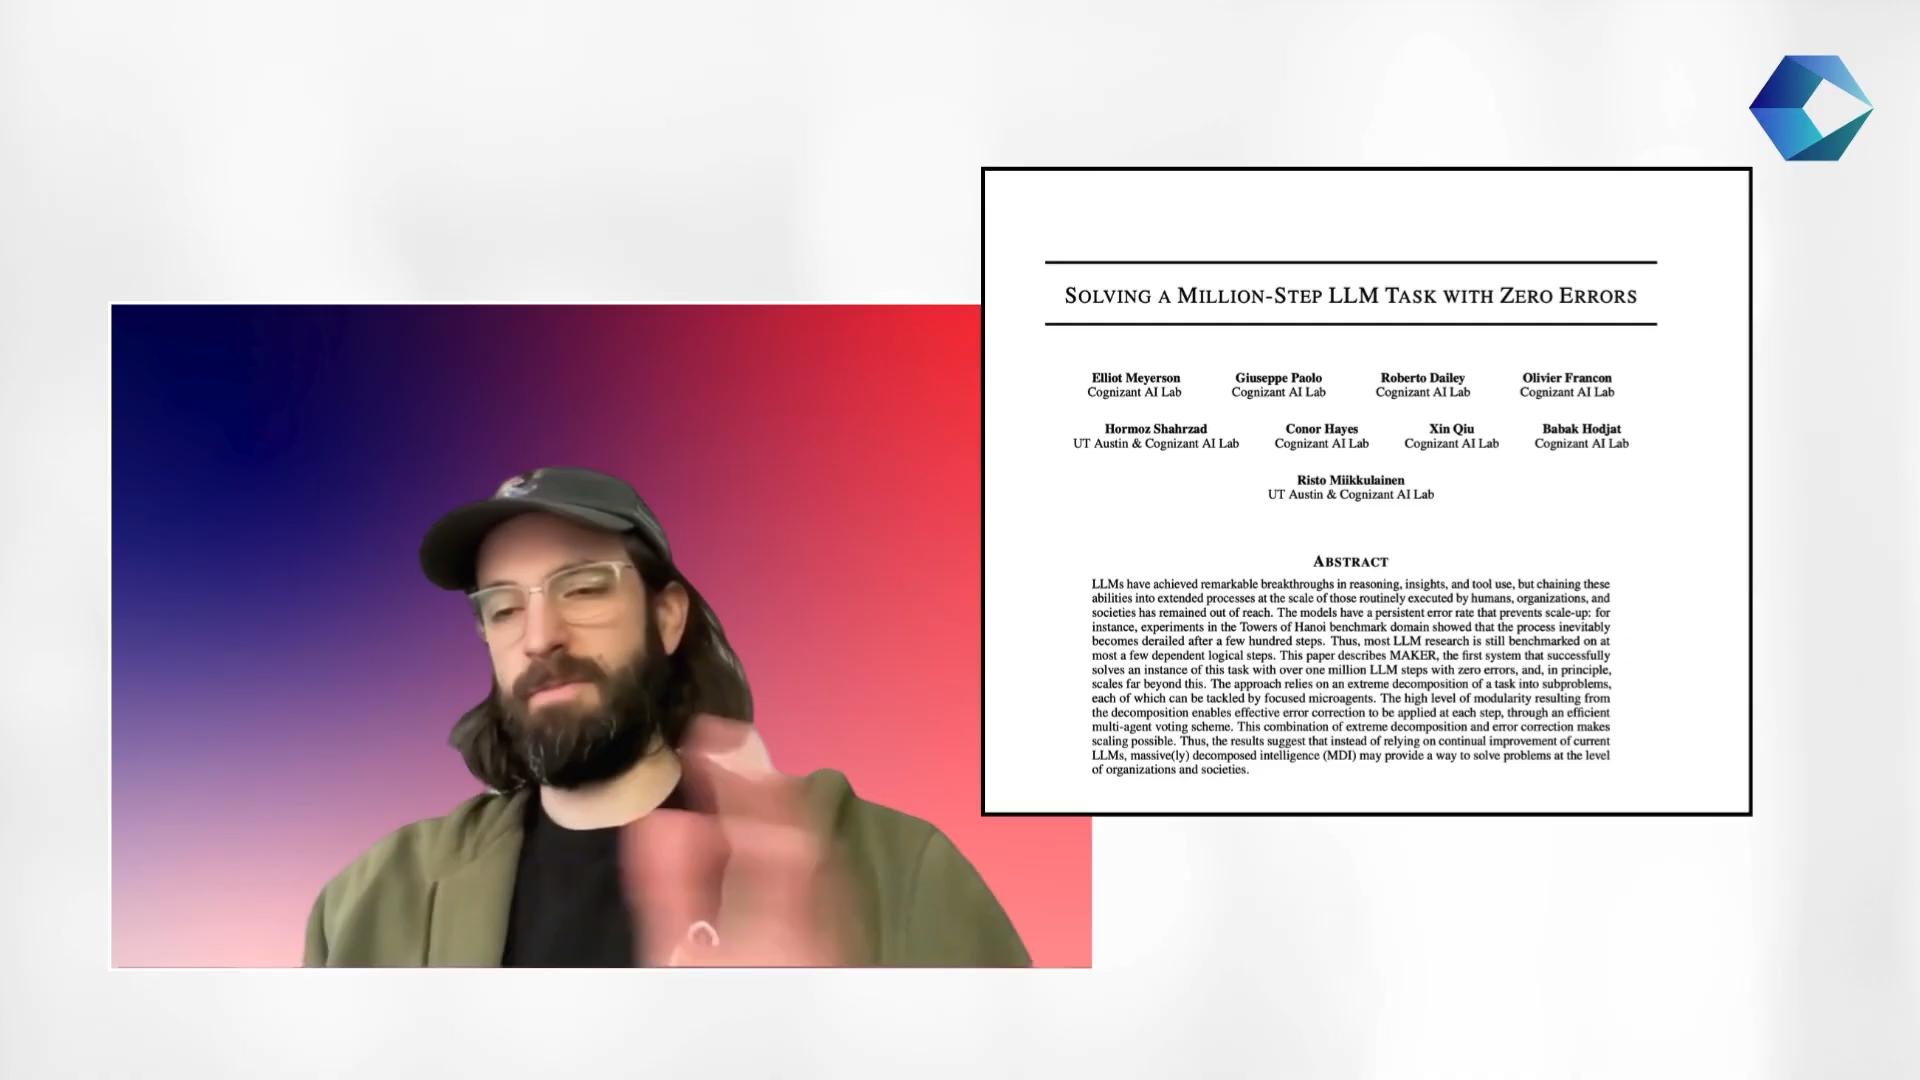 SOLVING A MILLION-STEP LLM TASK WITH ZERO ERRORS
Elliot Meyerson Giuseppe Paolo Roberto Dailey Olivier Francon
Cognizant AI Lab Cognizant AI Lab Cognizant AI Lab Cognizant AI Lab
Hormoz Shahrzad Conor Hayes Xin Qiu Babak Hodjat
UT Austin & Cognizant AI Lab Cognizant AI Lab Cognizant AI Lab Cognizant AI Lab
Risto Miikkulainen
UT Austin & Cognizant AI Lab
ABSTRACT
LLMs have achieved remarkable breakthroughs in reasoning, insights, and tool use, but chaining these
abilities into extended processes at the scale of those routinely executed by humans, organizations, and
societies has remained out of reach. The models have a persistent error rate that prevents scale-up: for
instance, experiments in the Towers of Hanoi benchmark domain showed that the process inevitably
becomes derailed after a few hundred steps. Thus, most LLM research is still benchmarked on at
most a few dependent logical steps. This paper describes MAKER, the first system that successfully
solves an instance of this task with over one million LLM steps with zero errors, and, in principle,
scales far beyond this. The approach relies on an extreme decomposition of a task into subproblems,
each of which can be tackled by focused microagents. The high level of modularity resulting from
the decomposition enables effective error correction to be applied at each step, through an efficient
multi-agent voting scheme. This combination of extreme decomposition and error correction makes
scaling possible. Thus, the results suggest that instead of relying on continual improvement of current
LLMs, massive(ly) decomposed intelligence (MDI) may provide a way to solve problems at the level
of organizations and societies.